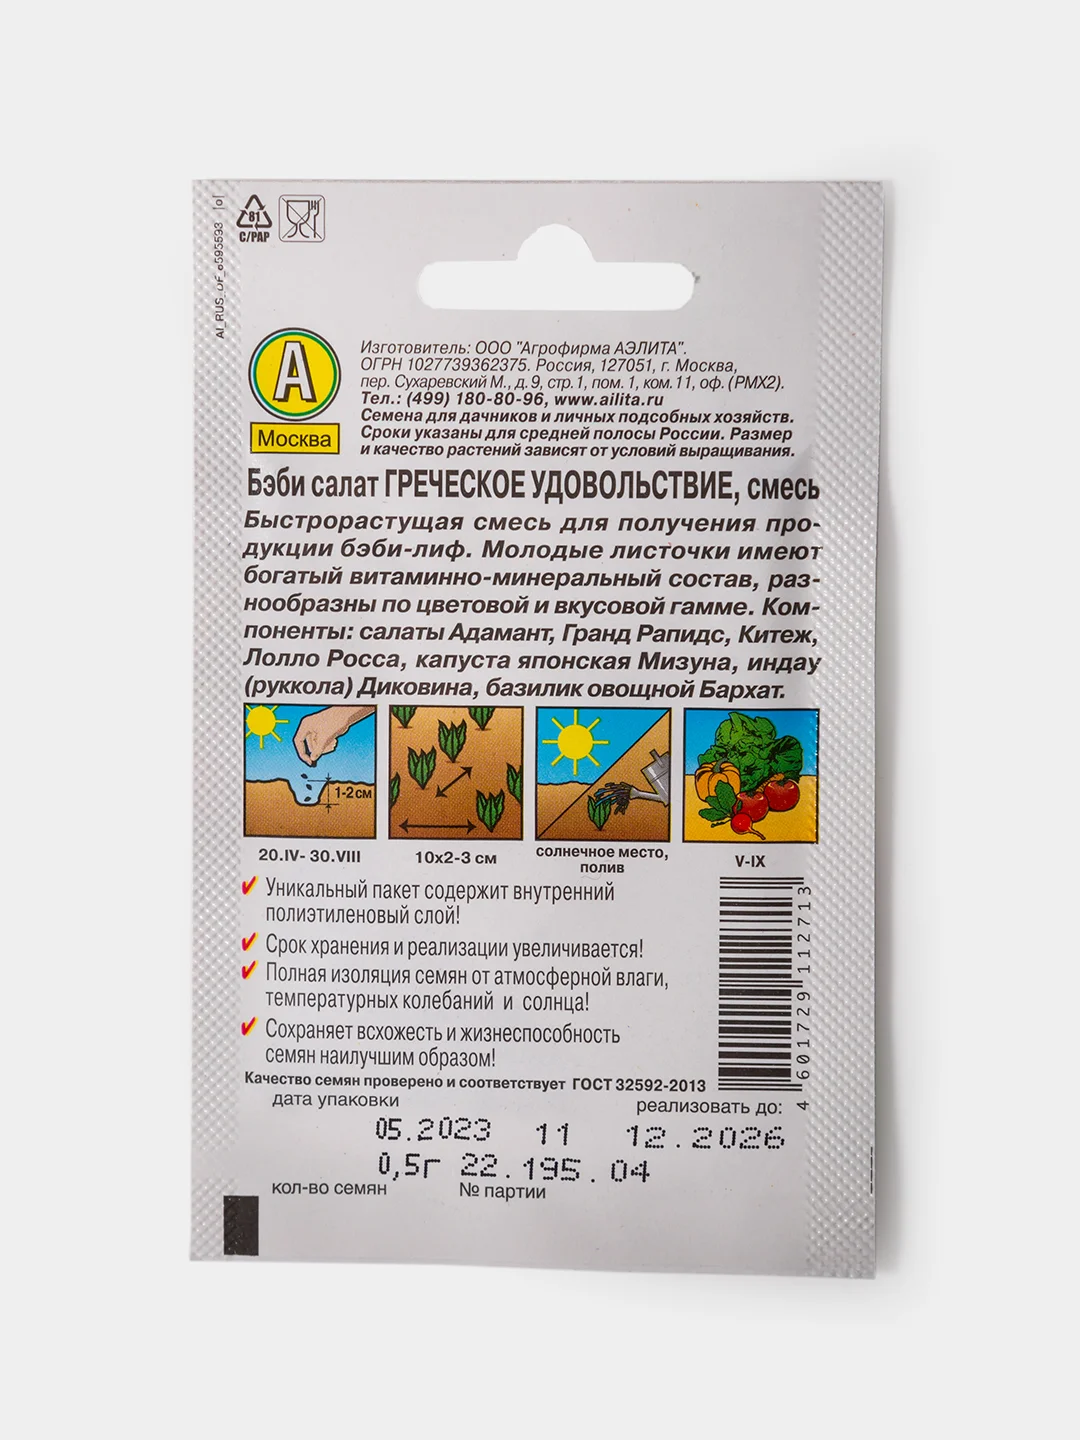 81
C/PAP
AI_RUS_DF_8595593 |0|
А
Москва
Изготовитель: ООО "Агрофирма АЭЛИТА".
ОГРН 1027739362375. Россия, 127051, г. Москва,
пер. Сухаревский М., д. 9, стр. 1, пом. 1, ком. 11, оф. (РМХ2).
Тел.: (499) 180-80-96, www.ailita.ru
Семена для дачников и личных подсобных хозяйств.
Сроки указаны для средней полосы России. Размер
и качество растений зависят от условий выращивания.
Бэби салат ГРЕЧЕСКОЕ УДОВОЛЬСТВИЕ, смесь
Быстрорастущая смесь для получения про-
дукции бэби-лиф. Молодые листочки имеют
богатый витаминно-минеральный состав, раз-
нообразны по цветовой и вкусовой гамме. Ком-
поненты: салаты Адамант, Гранд Рапидс, Китеж,
Лолло Росса, капуста японская Мизуна, индау
(руккола) Диковина, базилик овощной Бархат.
1-2 см
20.IV- 30.VIII
10x2-3 см
солнечное место,
полив
V-IX
Уникальный пакет содержит внутренний
полиэтиленовый слой!
Срок хранения и реализации увеличивается!
Полная изоляция семян от атмосферной влаги,
температурных колебаний и солнца!
Сохраняет всхожесть и жизнеспособность
семян наилучшим образом!
4 601729 112713
Качество семян проверено и соответствует ГОСТ 32592-2013
дата упаковки
реализовать до:
05.2023 11 12.2026
0,5г 22.195.04
кол-во семян
№ партии